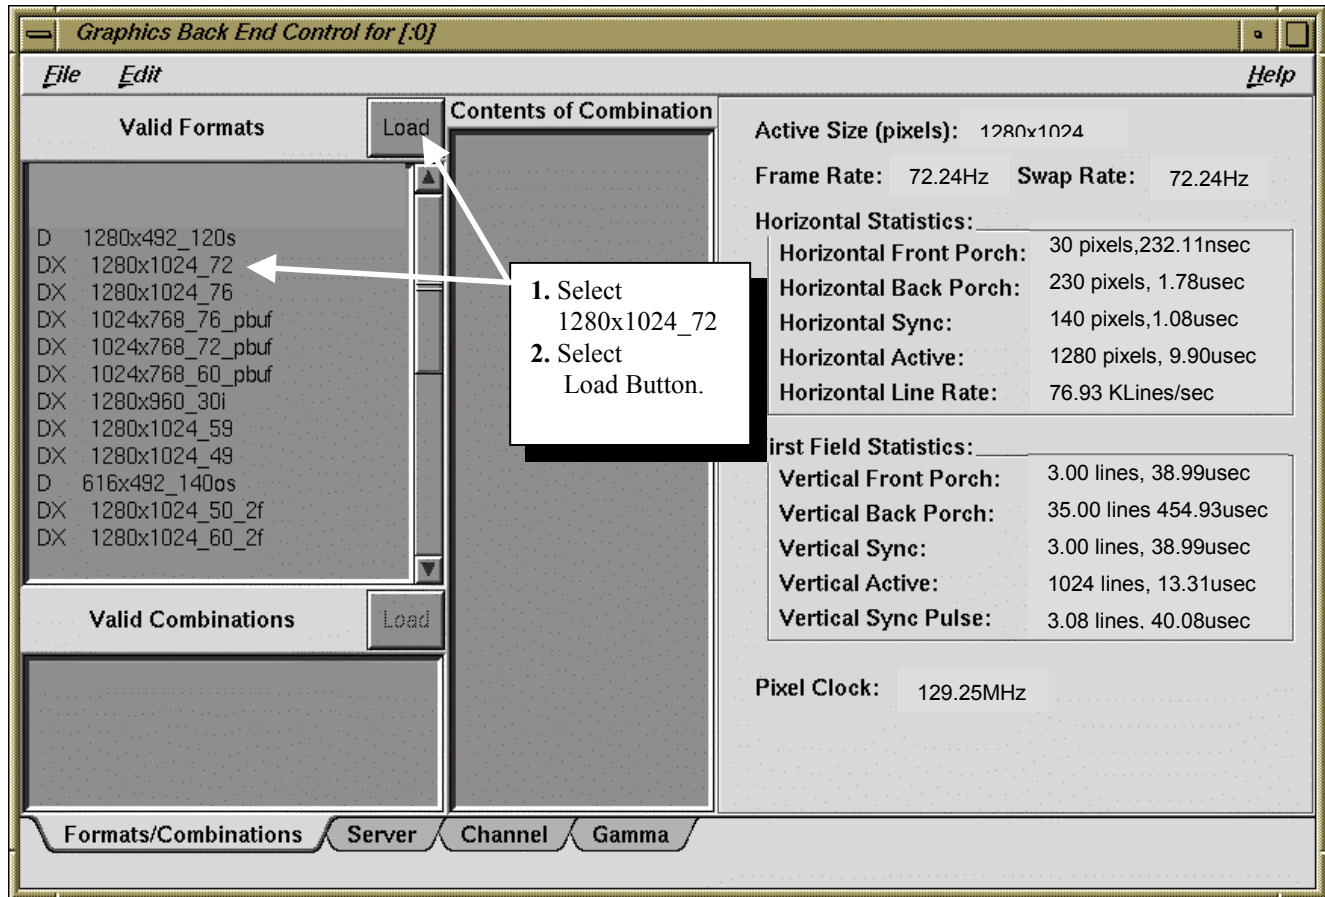 Graphics Back End Control for [:0]
File Edit Help
Valid Formats
Load
D 1280x492_120s
DX 1280x1024_72
DX 1280x1024_76
DX 1024x768_76_pbuf
DX 1024x768_72_pbuf
DX 1024x768_60_pbuf
DX 1280x960_30i
DX 1280x1024_59
DX 1280x1024_49
D 616x492_140os
DX 1280x1024_50_2f
DX 1280x1024_60_2f
Valid Combinations
Load
Contents of Combination
1. Select
1280x1024_72
2. Select
Load Button.
Active Size (pixels): 1280x1024
Frame Rate: 72.24Hz Swap Rate: 72.24Hz
Horizontal Statistics:
Horizontal Front Porch: 30 pixels,232.11nsec
Horizontal Back Porch: 230 pixels, 1.78usec
Horizontal Sync: 140 pixels,1.08usec
Horizontal Active: 1280 pixels, 9.90usec
Horizontal Line Rate: 76.93 KLines/sec
irst Field Statistics:
Vertical Front Porch: 3.00 lines, 38.99usec
Vertical Back Porch: 35.00 lines 454.93usec
Vertical Sync: 3.00 lines, 38.99usec
Vertical Active: 1024 lines, 13.31usec
Vertical Sync Pulse: 3.08 lines, 40.08usec
Pixel Clock: 129.25MHz
Formats/Combinations Server Channel Gamma